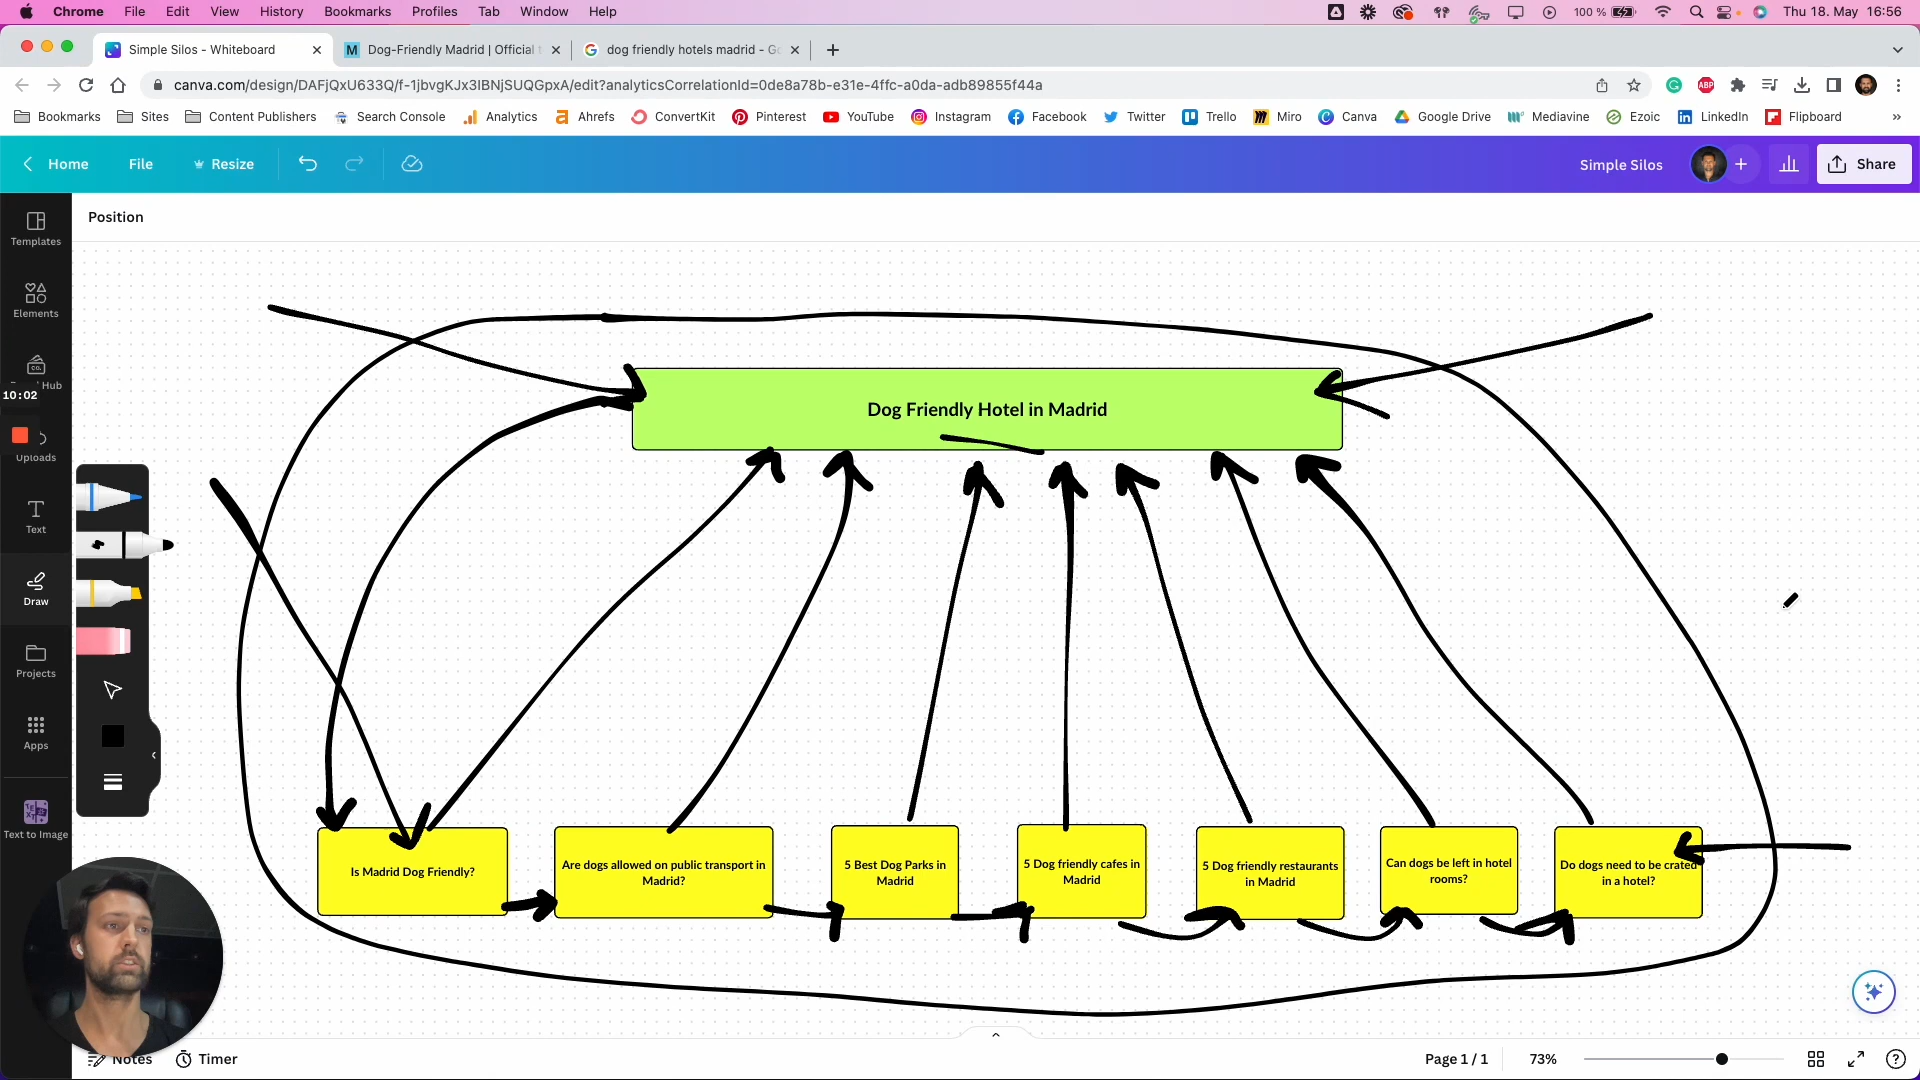 Chrome File Edit View History Bookmarks Profiles Tab Window Help 100 % Thu 18. May 16:56
Simple Silos - Whiteboard Dog-Friendly Madrid | Official dog friendly hotels madrid -
canva.com/design/DAFjQxU633Q/f-1jbvgKJx3IBNjSUQGpxA/edit?analyticsCorrelationId=0de8a78b-e31e-4ffc-a0da-adb89855f44a
ABP
Bookmarks Sites Content Publishers Search Console Analytics Ahrefs ConvertKit Pinterest YouTube Instagram Facebook Twitter Trello Miro Canva Google Drive Mediavine Ezoic LinkedIn Flipboard
Home File Resize Simple Silos Share
Position
Templates
Elements
CO.
Hub
10:02
Uploads
Text
Draw
Projects
Apps
Text to Image
Dog Friendly Hotel in Madrid
Is Madrid Dog Friendly?
Are dogs allowed on public transport in
Madrid?
5 Best Dog Parks in
Madrid
5 Dog friendly cafes in
Madrid
5 Dog friendly restaurants
in Madrid
Can dogs be left in hotel
rooms?
Do dogs need to be crated
in a hotel?
Notes Timer Page 1 / 1 73%